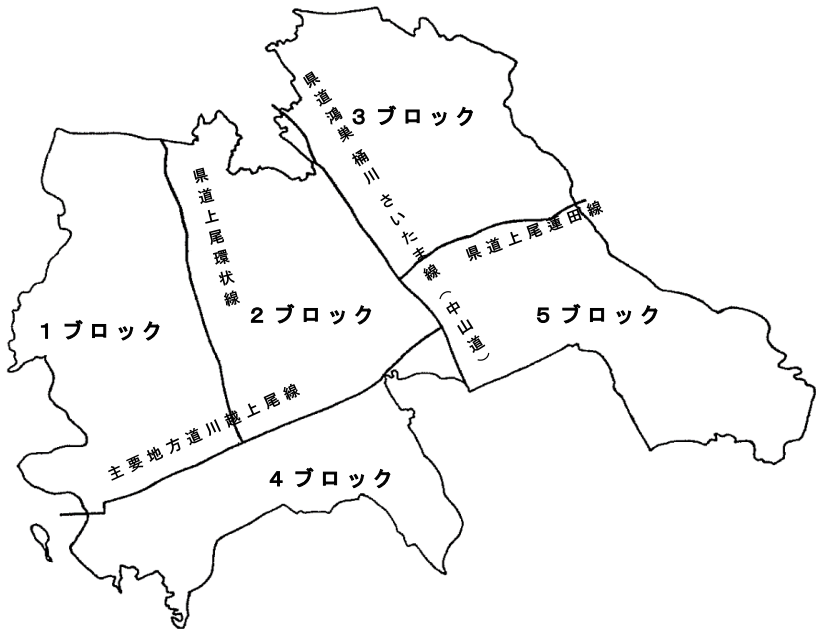 県道鴻巣桶川さいたま線(中山道)
3 ブロック
県道上尾環状線
県道上尾蓮田線
2 ブロック
5 ブロック
1 ブロック
主要地方道川越上尾線
4 ブロック